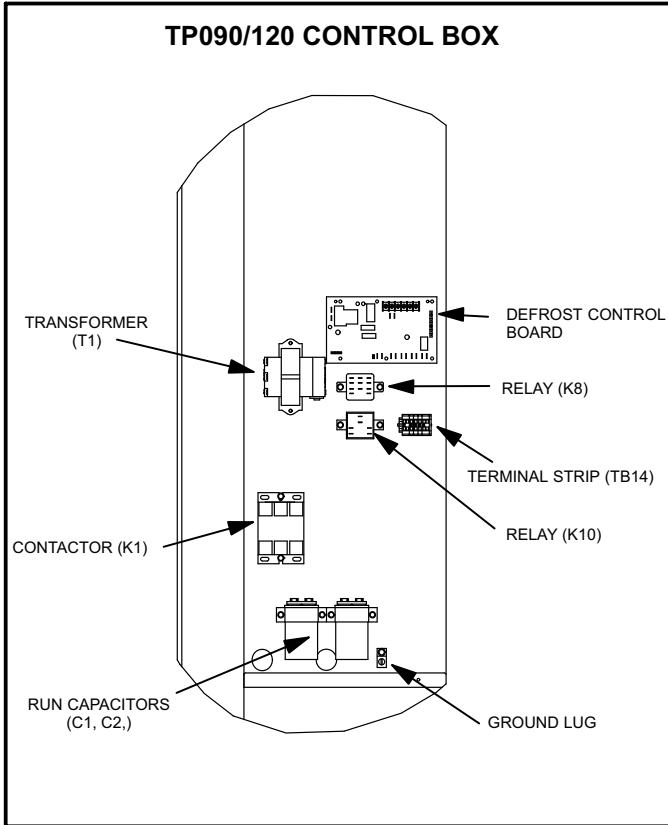 TP090/120 CONTROL BOX
TRANSFORMER
(T1)
DEFROST CONTROL
BOARD
RELAY (K8)
TERMINAL STRIP (TB14)
RELAY (K10)
CONTACTOR (K1)
RUN CAPACITORS
(C1, C2,)
GROUND LUG